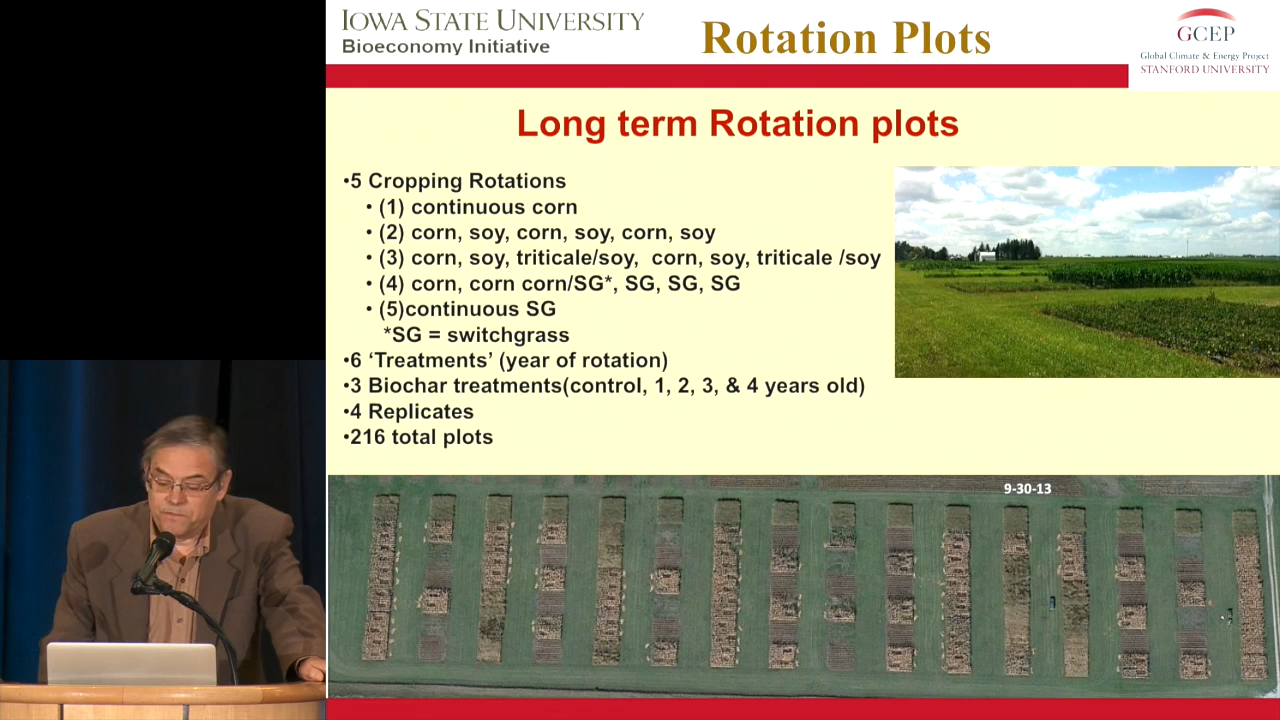 IOWA STATE UNIVERSITY
Bioeconomy Initiative
Rotation Plots
GCEP
Global Climate & Energy Project
STANFORD UNIVERSITY
Long term Rotation plots
•5 Cropping Rotations
• (1) continuous corn
• (2) corn, soy, corn, soy, corn, soy
• (3) corn, soy, triticale/soy, corn, soy, triticale /soy
• (4) corn, corn corn/SG*, SG, SG, SG
• (5)continuous SG
*SG = switchgrass
•6 ‘Treatments’ (year of rotation)
•3 Biochar treatments(control, 1, 2, 3, & 4 years old)
•4 Replicates
•216 total plots
9-30-13